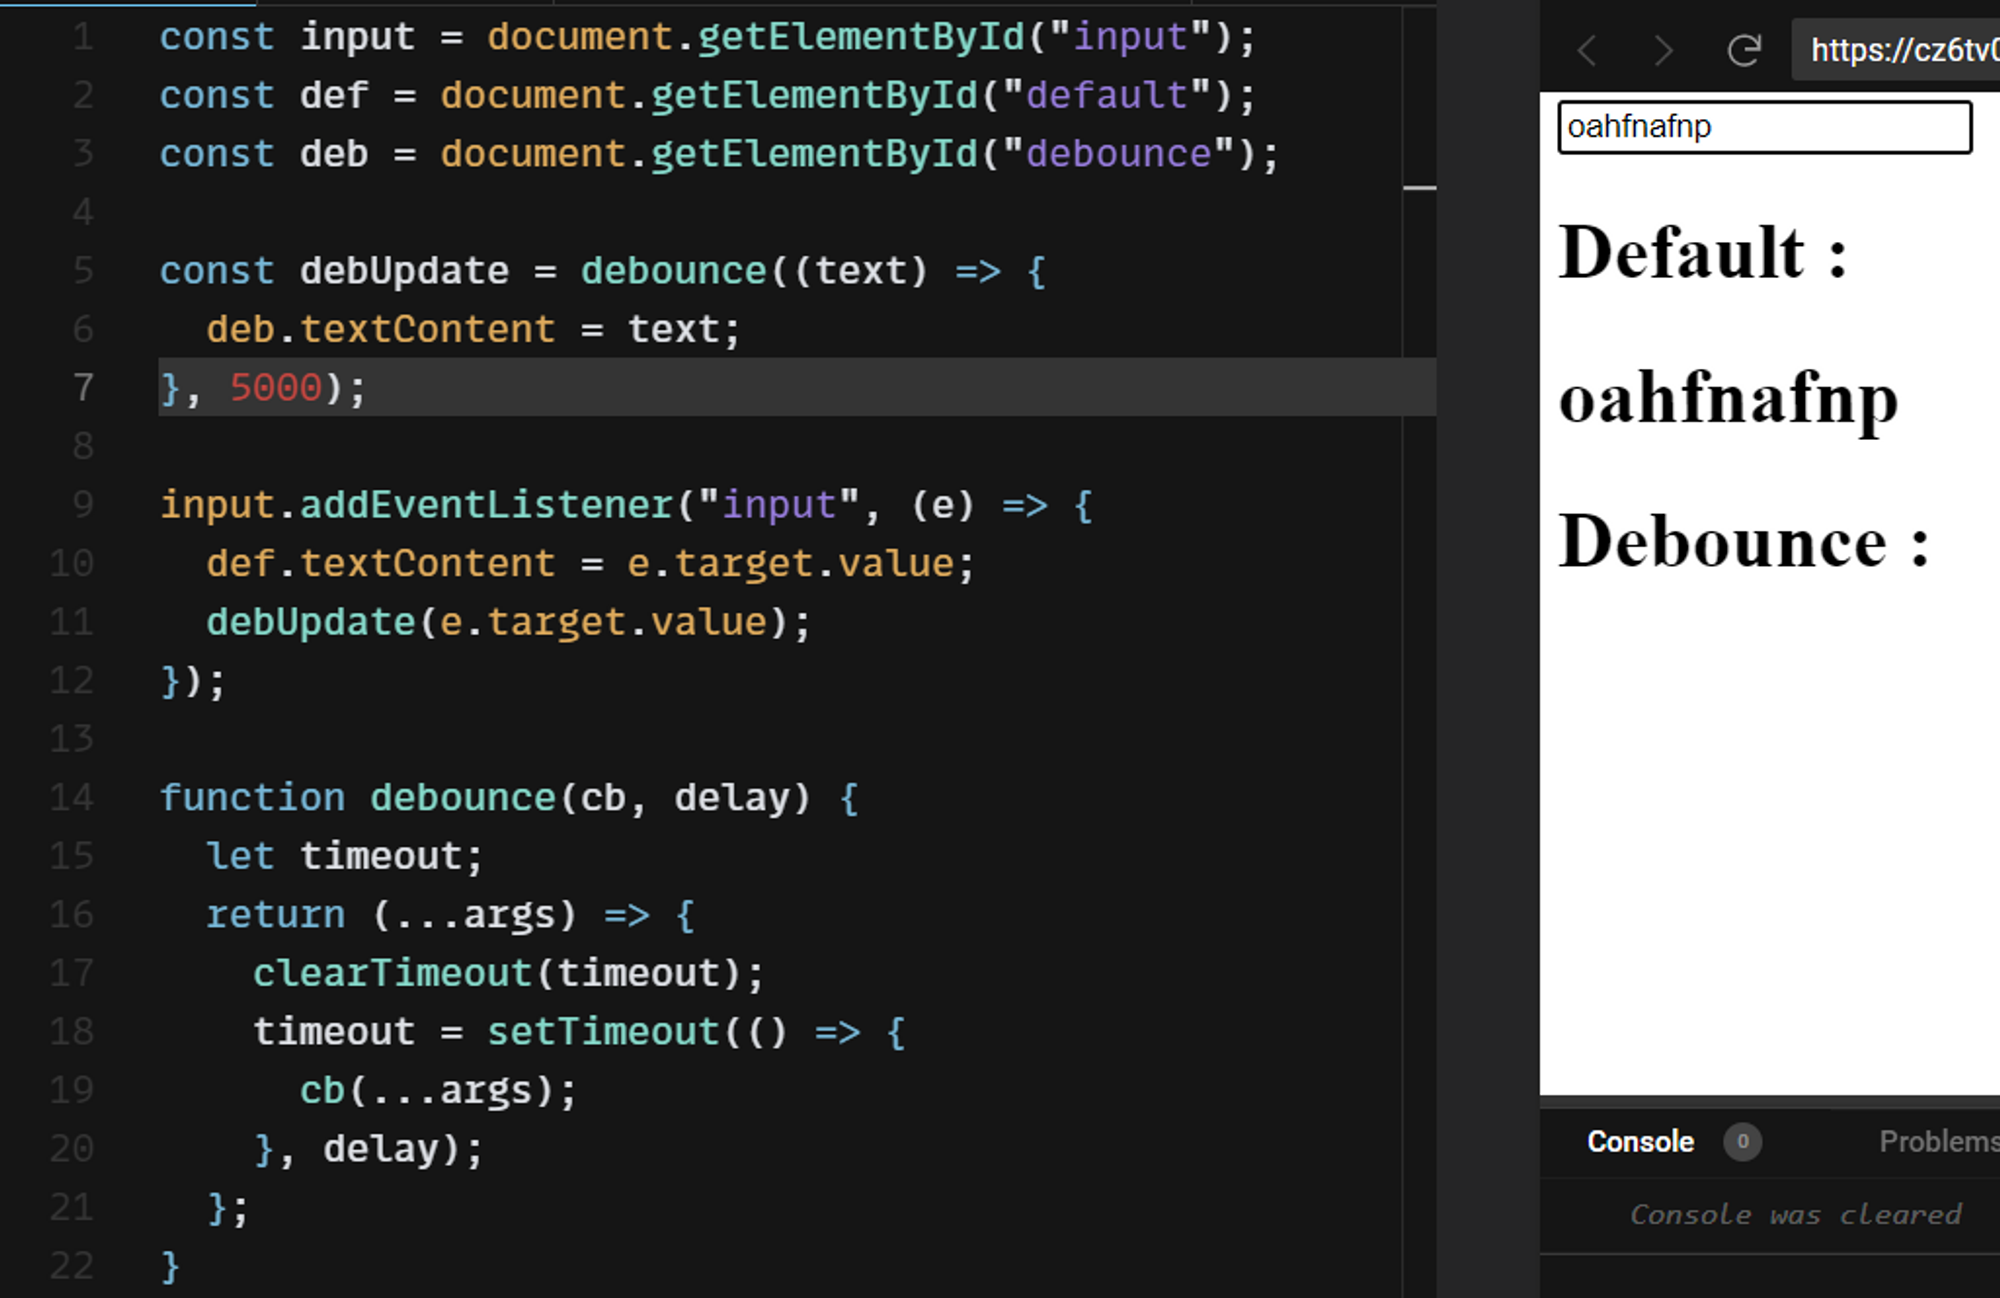 1 const input = document.getElementById("input");
2 const def = document.getElementById("default");
3 const deb = document.getElementById("debounce");
4
5 const debUpdate = debounce((text) => {
6   deb.textContent = text;
7 }, 5000);
8
9 input.addEventListener("input", (e) => {
10   def.textContent = e.target.value;
11   debUpdate(e.target.value);
12 });
13
14 function debounce(cb, delay) {
15   let timeout;
16   return (...args) => {
17     clearTimeout(timeout);
18     timeout = setTimeout(() => {
19       cb(...args);
20     }, delay);
21   };
22 }
https://cz6tv0
oahfnafnp
Default :
oahfnafnp
Debounce :
Console 0 Problems
Console was cleared